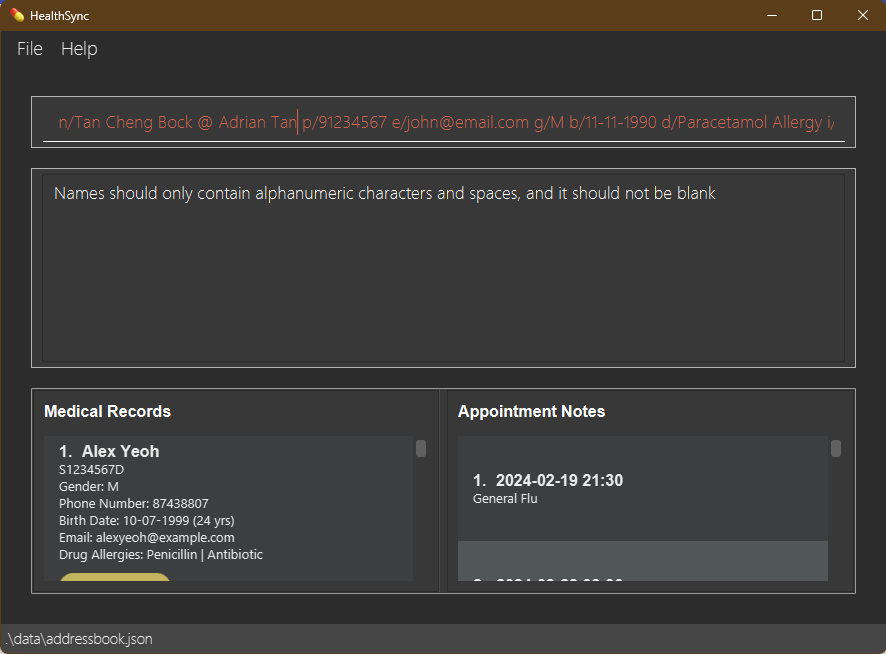 HealthSync
File Help
n/Tan Cheng Bock @ Adrian Tan p/91234567 e/john@email.com g/M b/11-11-1990 d/Paracetamol Allergy i/
Names should only contain alphanumeric characters and spaces, and it should not be blank
Medical Records
1. Alex Yeoh
S1234567D
Gender: M
Phone Number: 87438807
Birth Date: 10-07-1999 (24 yrs)
Email: alexyeoh@example.com
Drug Allergies: Penicillin | Antibiotic
Appointment Notes
1. 2024-02-19 21:30
General Flu
.\data\addressbook.json